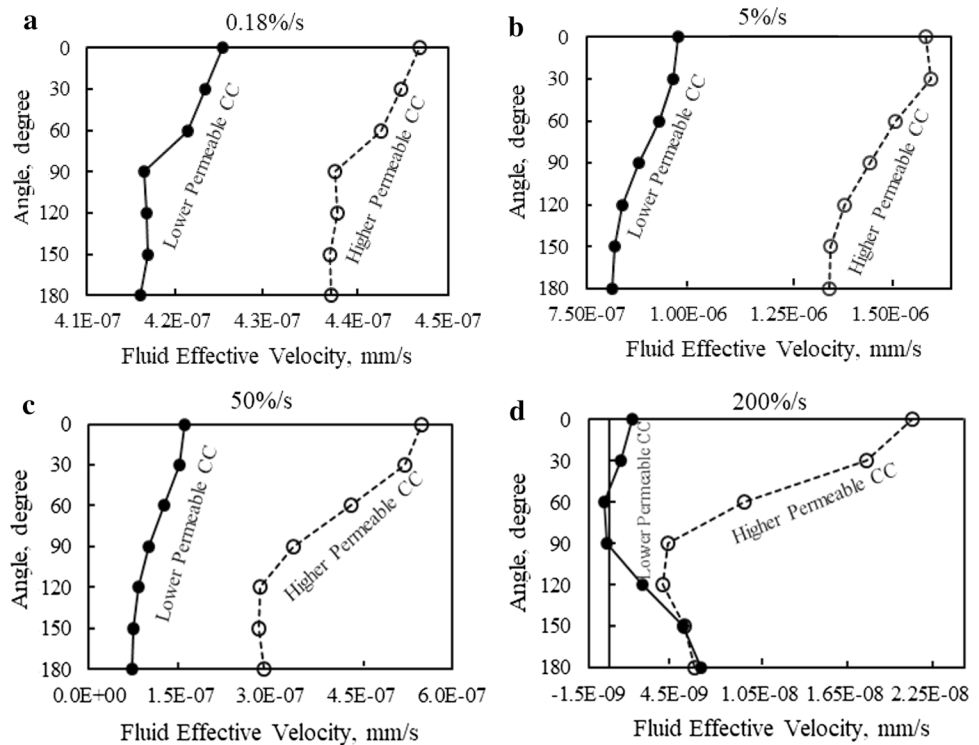 a
0.18%/s
0
30
60
90
120
150
180
Angle, degree
Lower Permeable CC
Higher Permeable CC
4.1E-07 4.2E-07 4.3E-07 4.4E-07 4.5E-07
Fluid Effective Velocity, mm/s
b
5%/s
0
30
60
90
120
150
180
Angle, degree
Lower Permeable CC
Higher Permeable CC
7.50E-07 1.00E-06 1.25E-06 1.50E-06
Fluid Effective Velocity, mm/s
c
50%/s
0
30
60
90
120
150
180
Angle, degree
Lower Permeable CC
Higher Permeable CC
0.0E+00 1.5E-07 3.0E-07 4.5E-07 6.0E-07
Fluid Effective Velocity, mm/s
d
200%/s
0
30
60
90
120
150
180
Angle, degree
Lower Permeable CC
Higher Permeable CC
-1.5E-09 4.5E-09 1.05E-08 1.65E-08 2.25E-08
Fluid Effective Velocity, mm/s